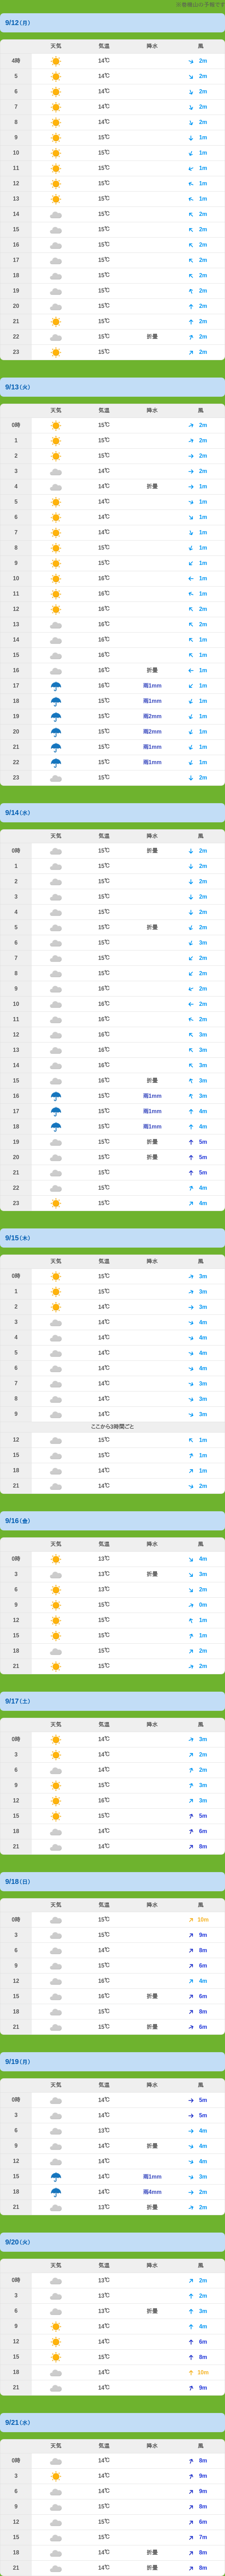 ※磐梯山の予報です
9/12(月)
天気 気温 降水 風
4時 14℃ 2m
5 14℃ 2m
6 14℃ 2m
7 14℃ 2m
8 14℃ 2m
9 15℃ 1m
10 15℃ 1m
11 15℃ 1m
12 15℃ 1m
13 15℃ 1m
14 15℃ 2m
15 15℃ 2m
16 15℃ 2m
17 15℃ 2m
18 15℃ 2m
19 15℃ 2m
20 15℃ 2m
21 15℃ 2m
22 15℃ 折畳 2m
23 15℃ 2m
9/13(火)
天気 気温 降水 風
0時 15℃ 2m
1 15℃ 2m
2 15℃ 2m
3 14℃ 2m
4 14℃ 折畳 1m
5 14℃ 1m
6 14℃ 1m
7 14℃ 1m
8 15℃ 1m
9 15℃ 1m
10 16℃ 1m
11 16℃ 1m
12 16℃ 2m
13 16℃ 2m
14 16℃ 1m
15 16℃ 1m
16 16℃ 折畳 1m
17 16℃ 雨1mm 1m
18 15℃ 雨1mm 1m
19 15℃ 雨2mm 1m
20 15℃ 雨2mm 1m
21 15℃ 雨1mm 1m
22 15℃ 雨1mm 1m
23 15℃ 2m
9/14(水)
天気 気温 降水 風
0時 15℃ 折畳 2m
1 15℃ 2m
2 15℃ 2m
3 15℃ 2m
4 15℃ 2m
5 15℃ 折畳 2m
6 15℃ 3m
7 15℃ 2m
8 15℃ 2m
9 16℃ 2m
10 16℃ 2m
11 16℃ 2m
12 16℃ 3m
13 16℃ 3m
14 16℃ 3m
15 16℃ 折畳 3m
16 15℃ 雨1mm 3m
17 15℃ 雨1mm 4m
18 15℃ 雨1mm 4m
19 15℃ 折畳 5m
20 15℃ 折畳 5m
21 15℃ 5m
22 15℃ 4m
23 15℃ 4m
9/15(木)
天気 気温 降水 風
0時 15℃ 3m
1 15℃ 3m
2 14℃ 3m
3 14℃ 4m
4 14℃ 4m
5 14℃ 4m
6 14℃ 4m
7 14℃ 3m
8 14℃ 3m
9 14℃ 3m
ここから3時間ごと
12 15℃ 1m
15 15℃ 1m
18 14℃ 1m
21 14℃ 2m
9/16(金)
天気 気温 降水 風
0時 13℃ 4m
3 13℃ 折畳 3m
6 13℃ 2m
9 15℃ 0m
12 15℃ 1m
15 15℃ 1m
18 15℃ 2m
21 15℃ 2m
9/17(土)
天気 気温 降水 風
0時 14℃ 3m
3 14℃ 2m
6 14℃ 2m
9 15℃ 3m
12 16℃ 3m
15 15℃ 5m
18 14℃ 6m
21 14℃ 8m
9/18(日)
天気 気温 降水 風
0時 15℃ 10m
3 15℃ 9m
6 14℃ 8m
9 15℃ 6m
12 16℃ 4m
15 16℃ 折畳 6m
18 15℃ 8m
21 15℃ 折畳 6m
9/19(月)
天気 気温 降水 風
0時 14℃ 5m
3 14℃ 5m
6 13℃ 4m
9 14℃ 折畳 4m
12 14℃ 4m
15 14℃ 雨1mm 3m
18 14℃ 雨4mm 2m
21 13℃ 折畳 2m
9/20(火)
天気 気温 降水 風
0時 13℃ 2m
3 13℃ 2m
6 13℃ 折畳 3m
9 14℃ 4m
12 14℃ 6m
15 15℃ 8m
18 14℃ 10m
21 14℃ 9m
9/21(水)
天気 気温 降水 風
0時 14℃ 8m
3 14℃ 9m
6 14℃ 9m
9 15℃ 8m
12 15℃ 6m
15 15℃ 7m
18 14℃ 折畳 8m
21 14℃ 折畳 8m